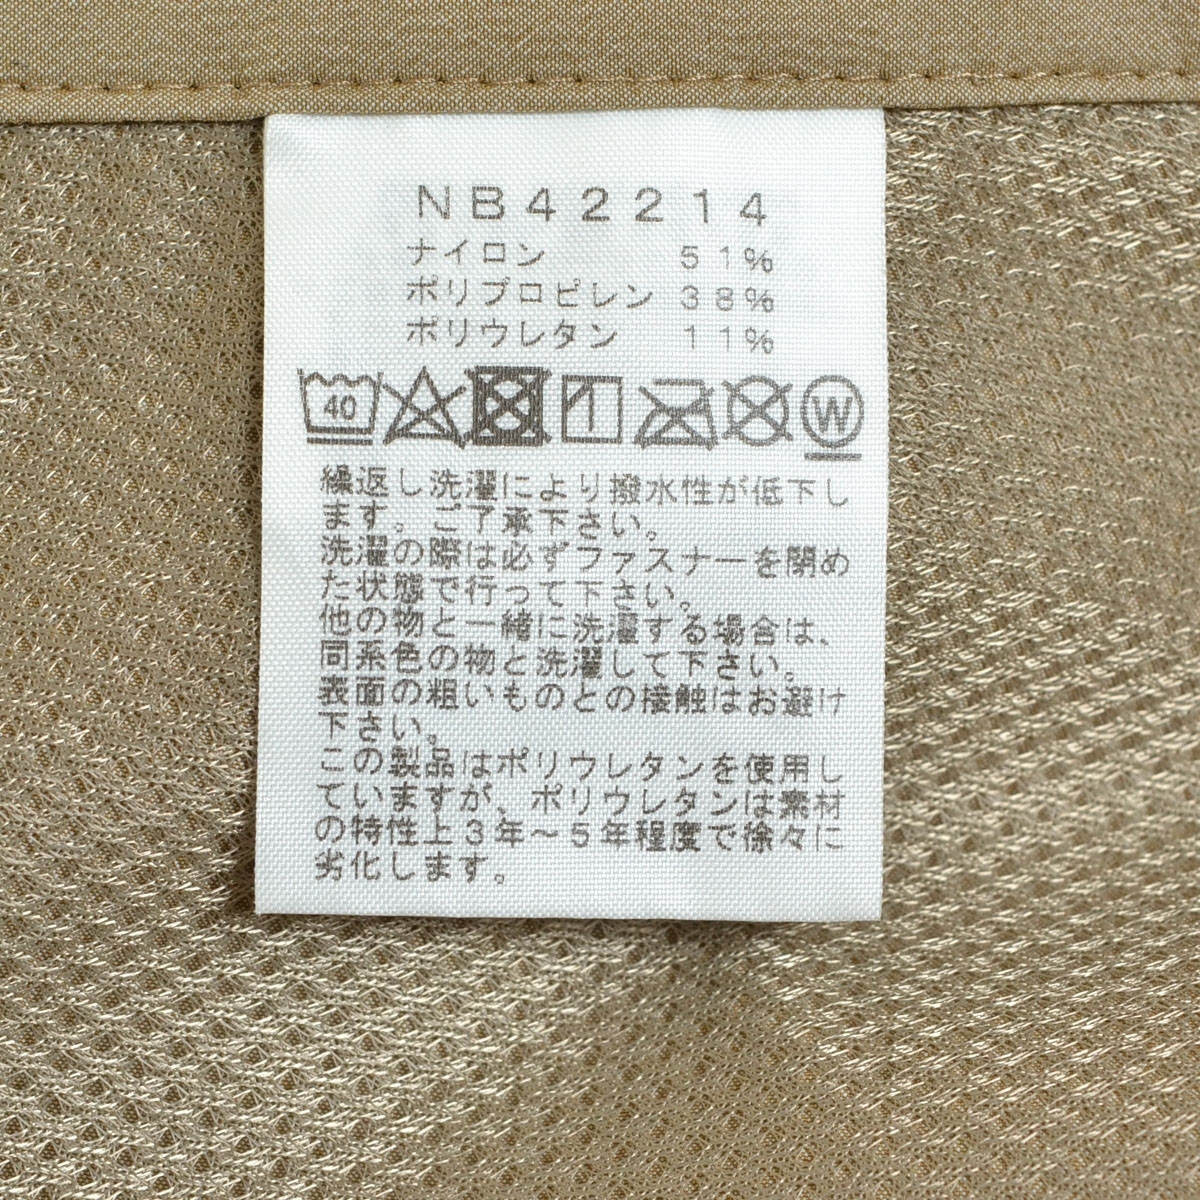 NB42214
ナイロン 51%
ポリプロピレン 38%
ポリウレタン 11%
40 W
繰返し洗濯により撥水性が低下し
ます。ご了承下さい。
洗濯の際は必ずファスナーを閉め
た状態で行って下さい。
他の物と一緒に洗濯する場合は、
同系色の物と洗濯して下さい。
表面の粗いものとの接触はお避け
下さい。
この製品はポリウレタンを使用し
ていますが、ポリウレタンは素材
の特性上3年～5年程度で徐々に
劣化します。